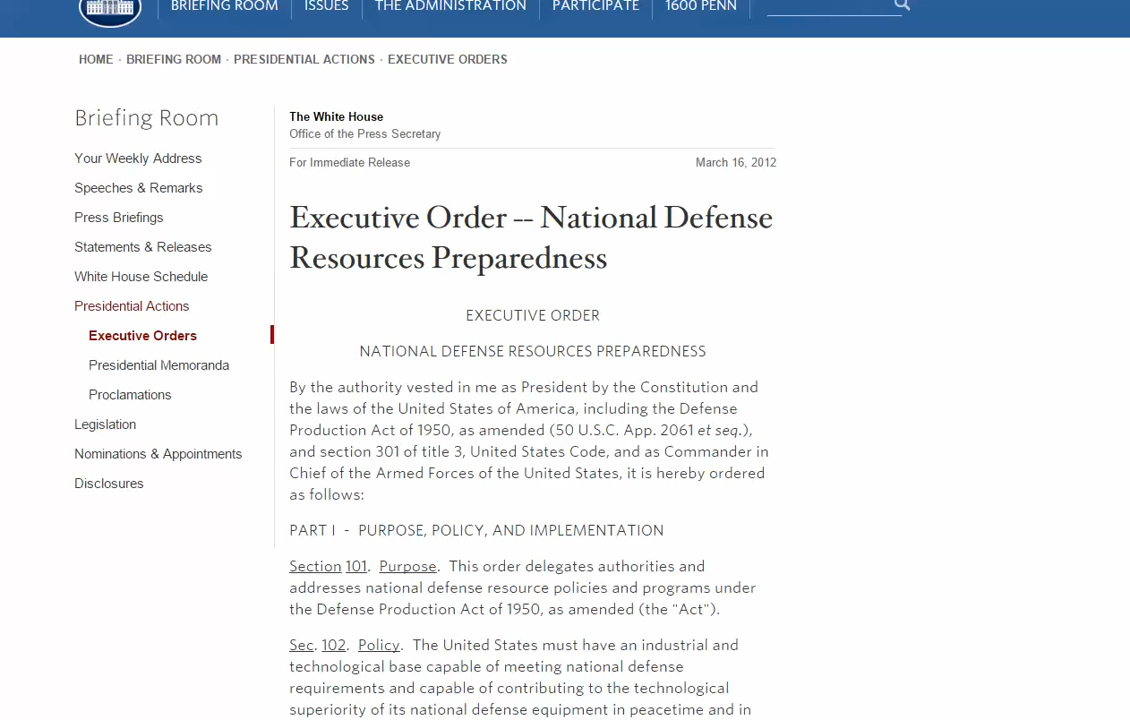 BRIEFING ROOM ISSUES THE ADMINISTRATION PARTICIPATE 1600 PENN
HOME · BRIEFING ROOM · PRESIDENTIAL ACTIONS · EXECUTIVE ORDERS
Briefing Room
Your Weekly Address
Speeches & Remarks
Press Briefings
Statements & Releases
White House Schedule
Presidential Actions
Executive Orders
Presidential Memoranda
Proclamations
Legislation
Nominations & Appointments
Disclosures
The White House
Office of the Press Secretary
For Immediate Release March 16, 2012
Executive Order -- National Defense
Resources Preparedness
EXECUTIVE ORDER
NATIONAL DEFENSE RESOURCES PREPAREDNESS
By the authority vested in me as President by the Constitution and
the laws of the United States of America, including the Defense
Production Act of 1950, as amended (50 U.S.C. App. 2061 et seq.),
and section 301 of title 3, United States Code, and as Commander in
Chief of the Armed Forces of the United States, it is hereby ordered
as follows:
PART I - PURPOSE, POLICY, AND IMPLEMENTATION
Section 101. Purpose. This order delegates authorities and
addresses national defense resource policies and programs under
the Defense Production Act of 1950, as amended (the "Act").
Sec. 102. Policy. The United States must have an industrial and
technological base capable of meeting national defense
requirements and capable of contributing to the technological
superiority of its national defense equipment in peacetime and in